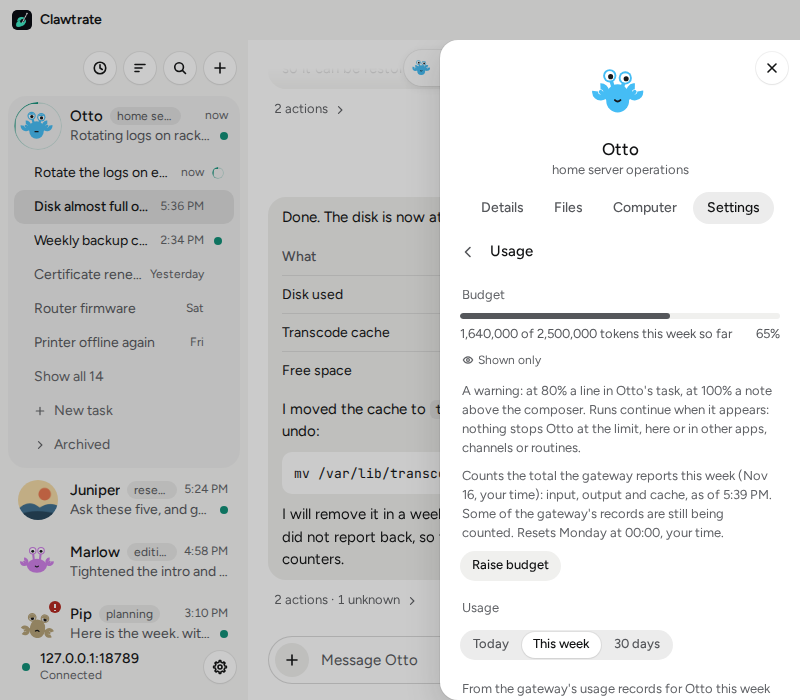 Clawtrate
Otto
home se...
now
Rotating logs on rack...
Rotate the logs on e...
now
Disk almost full o...
5:36 PM
Weekly backup c...
2:34 PM
Certificate rene...
Yesterday
Router firmware
Sat
Printer offline again
Fri
Show all 14
New task
Archived
Juniper
rese...
5:24 PM
Ask these five, and g...
Marlow
editi...
4:58 PM
Tightened the intro and ...
Pip
planning
3:10 PM
Here is the week. wit...
127.0.0.1:18789
Connected
2 actions
Done. The disk is now at
What
Disk used
Transcode cache
Free space
I moved the cache to
undo:
mv /var/lib/transc
I will remove it in a week
did not report back, so
counters.
2 actions · 1 unknown
Message Otto
Otto
home server operations
Details
Files
Computer
Settings
Usage
Budget
1,640,000 of 2,500,000 tokens this week so far
65%
Shown only
A warning: at 80% a line in Otto's task, at 100% a note
above the composer. Runs continue when it appears:
nothing stops Otto at the limit, here or in other apps,
channels or routines.
Counts the total the gateway reports this week (Nov
16, your time): input, output and cache, as of 5:39 PM.
Some of the gateway's records are still being
counted. Resets Monday at 00:00, your time.
Raise budget
Usage
Today
This week
30 days
From the gateway's usage records for Otto this week